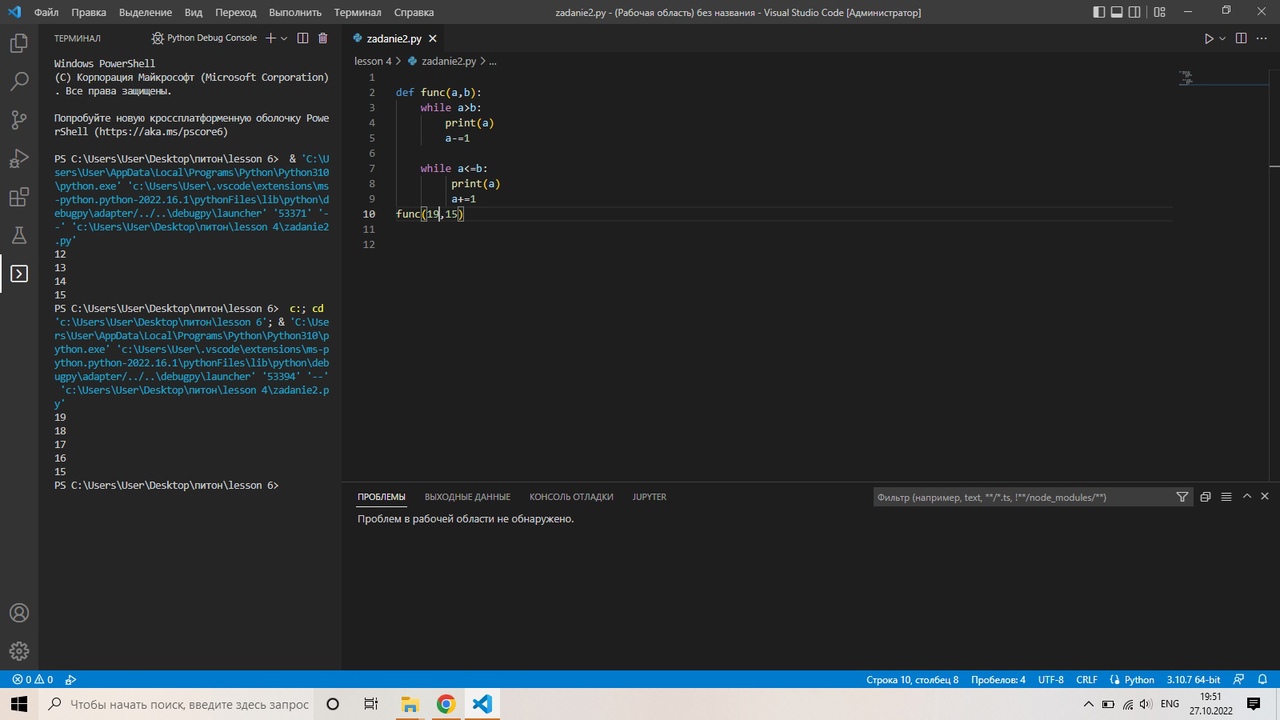 Файл Правка Выделение Вид Переход Выполнить Терминал Справка
zadanie2.py - (Рабочая область) без названия - Visual Studio Code [Администратор]
ТЕРМИНАЛ
Python Debug Console
Windows PowerShell
(C) Корпорация Майкрософт (Microsoft Corporation)
. Все права защищены.
Попробуйте новую кроссплатформенную оболочку Powe
rShell (https://aka.ms/pscore6)
PS C:\Users\User\Desktop\питон\lesson 6>  & 'C:\U
sers\User\AppData\Local\Programs\Python\Python310
\python.exe' 'c:\Users\User\.vscode\extensions\ms
-python.python-2022.16.1\pythonFiles\lib\python\d
ebugpy\adapter/../..\debugpy\launcher' '53371' '-
-' 'c:\Users\User\Desktop\питон\lesson 4\zadanie2
.py'
12
13
14
15
PS C:\Users\User\Desktop\питон\lesson 6>  c:; cd
'c:\Users\User\Desktop\питон\lesson 6'; & 'C:\Use
rs\User\AppData\Local\Programs\Python\Python310\p
ython.exe' 'c:\Users\User\.vscode\extensions\ms-p
ython.python-2022.16.1\pythonFiles\lib\python\deb
ugpy\adapter/../..\debugpy\launcher' '53394' '--'
 'c:\Users\User\Desktop\питон\lesson 4\zadanie2.p
y'
19
18
17
16
15
PS C:\Users\User\Desktop\питон\lesson 6>
zadanie2.py
lesson 4 > zadanie2.py > ...
1
2 def func(a,b):
3     while a>b:
4         print(a)
5         a-=1
6
7     while a<=b:
8          print(a)
9          a+=1
10 func(19,15)
11
12
ПРОБЛЕМЫ ВЫХОДНЫЕ ДАННЫЕ КОНСОЛЬ ОТЛАДКИ JUPYTER
Фильтр (например, text, **/*.ts, !**/node_modules/**)
Проблем в рабочей области не обнаружено.
0 0
Строка 10, столбец 8 Пробелов: 4 UTF-8 CRLF Python 3.10.7 64-bit
Чтобы начать поиск, введите здесь запрос
ENG
19:51
27.10.2022